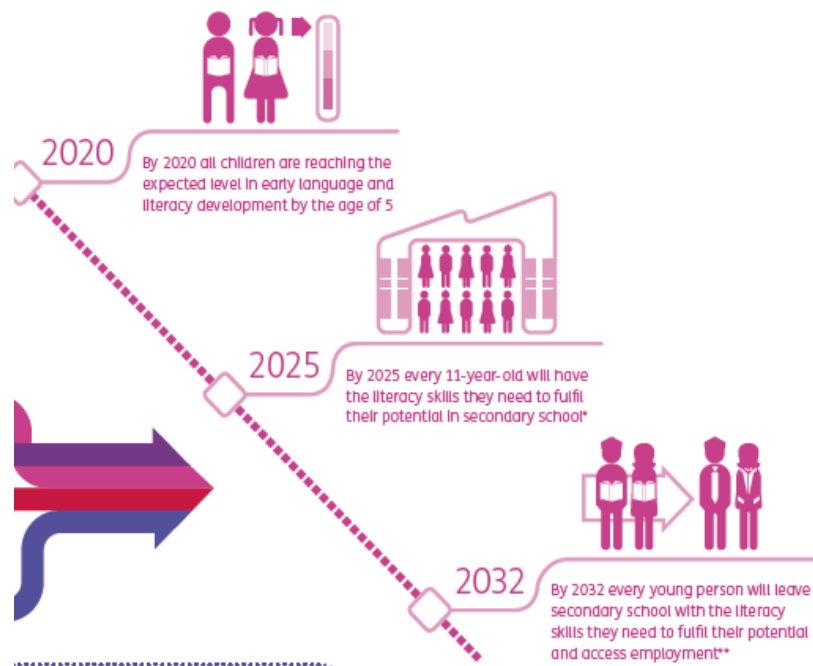 2020
By 2020 all children are reaching the
expected level in early language and
literacy development by the age of 5
2025
By 2025 every 11-year-old will have
the literacy skills they need to fulfil
their potential in secondary school*
2032
By 2032 every young person will leave
secondary school with the literacy
skills they need to fulfil their potential
and access employment**